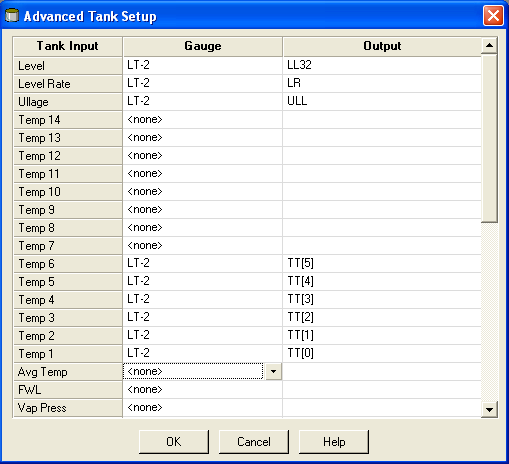 Advanced Tank Setup
Tank Input Gauge Output
Level LT-2 LL32
Level Rate LT-2 LR
Ullage LT-2 ULL
Temp 14 <none>
Temp 13 <none>
Temp 12 <none>
Temp 11 <none>
Temp 10 <none>
Temp 9 <none>
Temp 8 <none>
Temp 7 <none>
Temp 6 LT-2 TT[5]
Temp 5 LT-2 TT[4]
Temp 4 LT-2 TT[3]
Temp 3 LT-2 TT[2]
Temp 2 LT-2 TT[1]
Temp 1 LT-2 TT[0]
Avg Temp <none>
FWL <none>
Vap Press <none>
OK Cancel Help